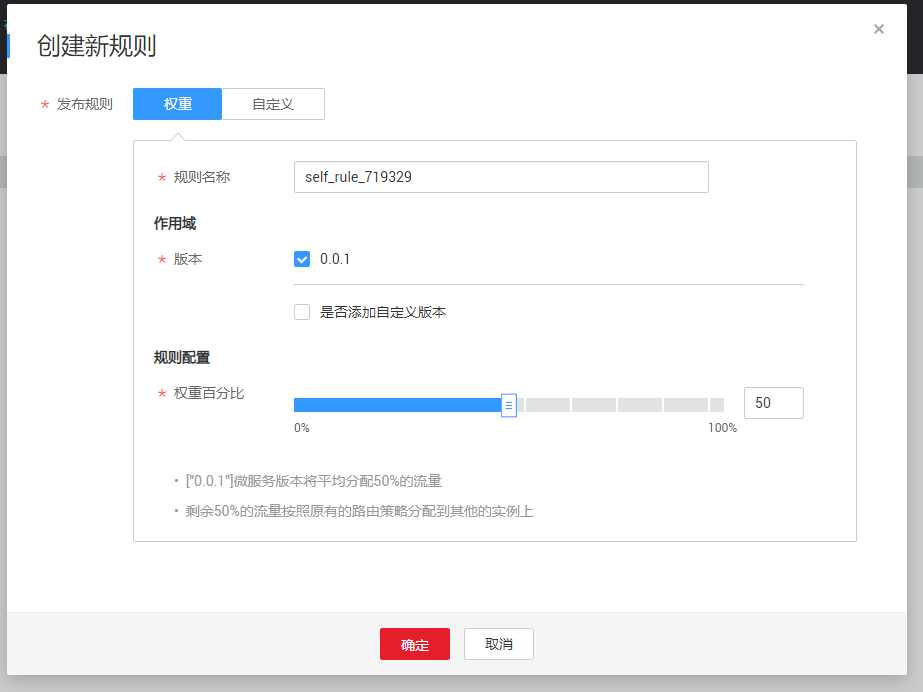 创建新规则
×
* 发布规则 权重 自定义
* 规则名称 self_rule_719329
作用域
* 版本 0.0.1
是否添加自定义版本
规则配置
* 权重百分比 50
0% 100%
• ["0.0.1"]微服务版本将平均分配50%的流量
• 剩余50%的流量按照原有的路由策略分配到其他的实例上
确定 取消